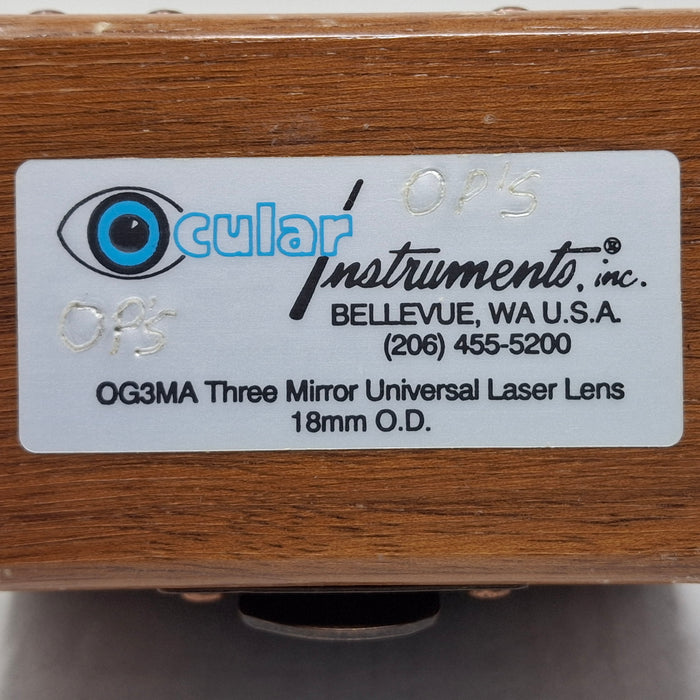 OP'S
Ocular
Instruments, inc.®
BELLEVUE, WA U.S.A.
(206) 455-5200
OP'S
OG3MA Three Mirror Universal Laser Lens
18mm O.D.